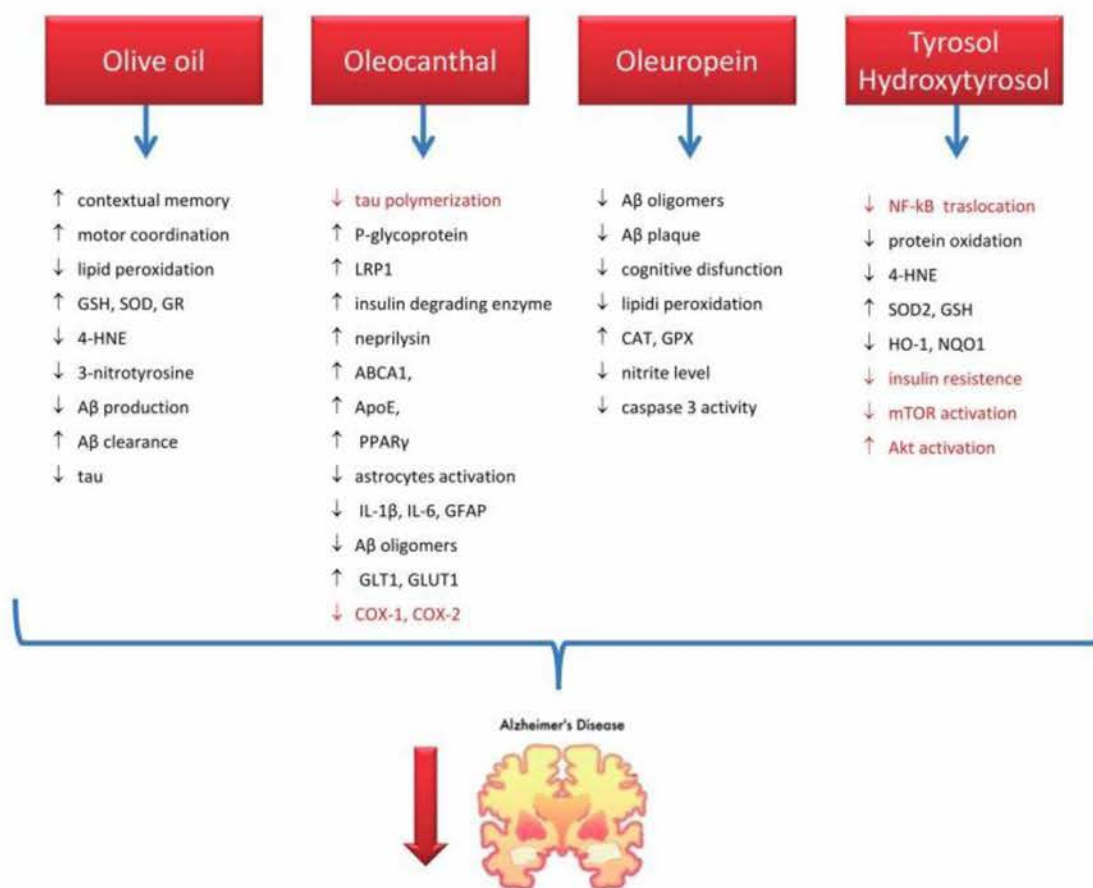 Olive oil
↑ contextual memory
↑ motor coordination
↓ lipid peroxidation
↑ GSH, SOD, GR
↓ 4-HNE
↓ 3-nitrotyrosine
↓ Aβ production
↑ Aβ clearance
↓ tau
Oleocanthal
↓ tau polymerization
↑ P-glycoprotein
↑ LRP1
↑ insulin degrading enzyme
↑ neprilysin
↑ ABCA1,
↑ ApoE,
↑ PPARγ
↓ astrocytes activation
↓ IL-1β, IL-6, GFAP
↓ Aβ oligomers
↑ GLT1, GLUT1
↓ COX-1, COX-2
Oleuropein
↓ Aβ oligomers
↓ Aβ plaque
↓ cognitive disfunction
↓ lipidi peroxidation
↑ CAT, GPX
↓ nitrite level
↓ caspase 3 activity
Tyrosol
Hydroxytyrosol
↓ NF-kB traslocation
↓ protein oxidation
↓ 4-HNE
↑ SOD2, GSH
↓ HO-1, NQO1
↓ insulin resistence
↓ mTOR activation
↑ Akt activation
Alzheimer's Disease